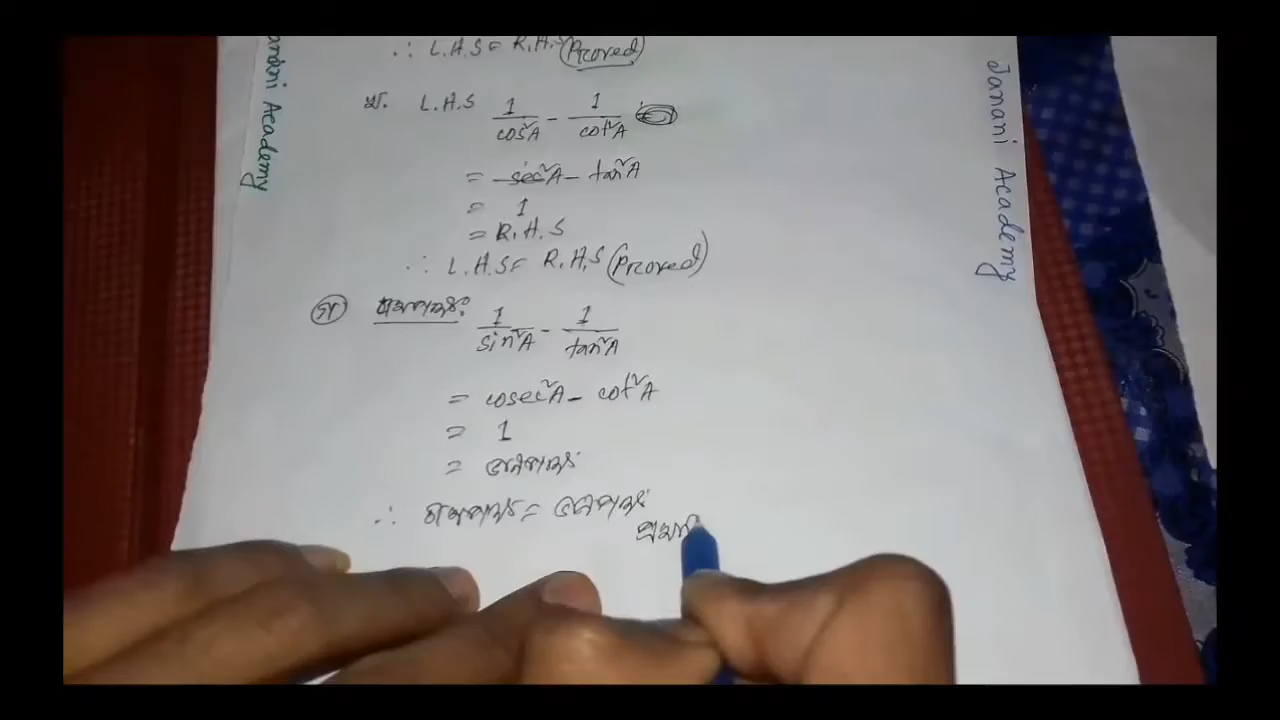 ∴ L.H.S = R.H.S (Proved)
খ. L.H.S 1/cos²A - 1/cot²A
= sec²A - tan²A
= 1
= R.H.S
∴ L.H.S = R.H.S (Proved)
গ বামপক্ষ: 1/sin²A - 1/tan²A
= cosec²A - cot²A
= 1
= ডানপক্ষ
∴ বামপক্ষ = ডানপক্ষ
anani Academy
Janani Academy